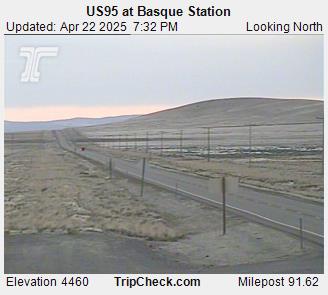 US95 at Basque Station
Updated: Apr 22 2025 7:32 PM Looking North
Elevation 4460 TripCheck.com Milepost 91.62